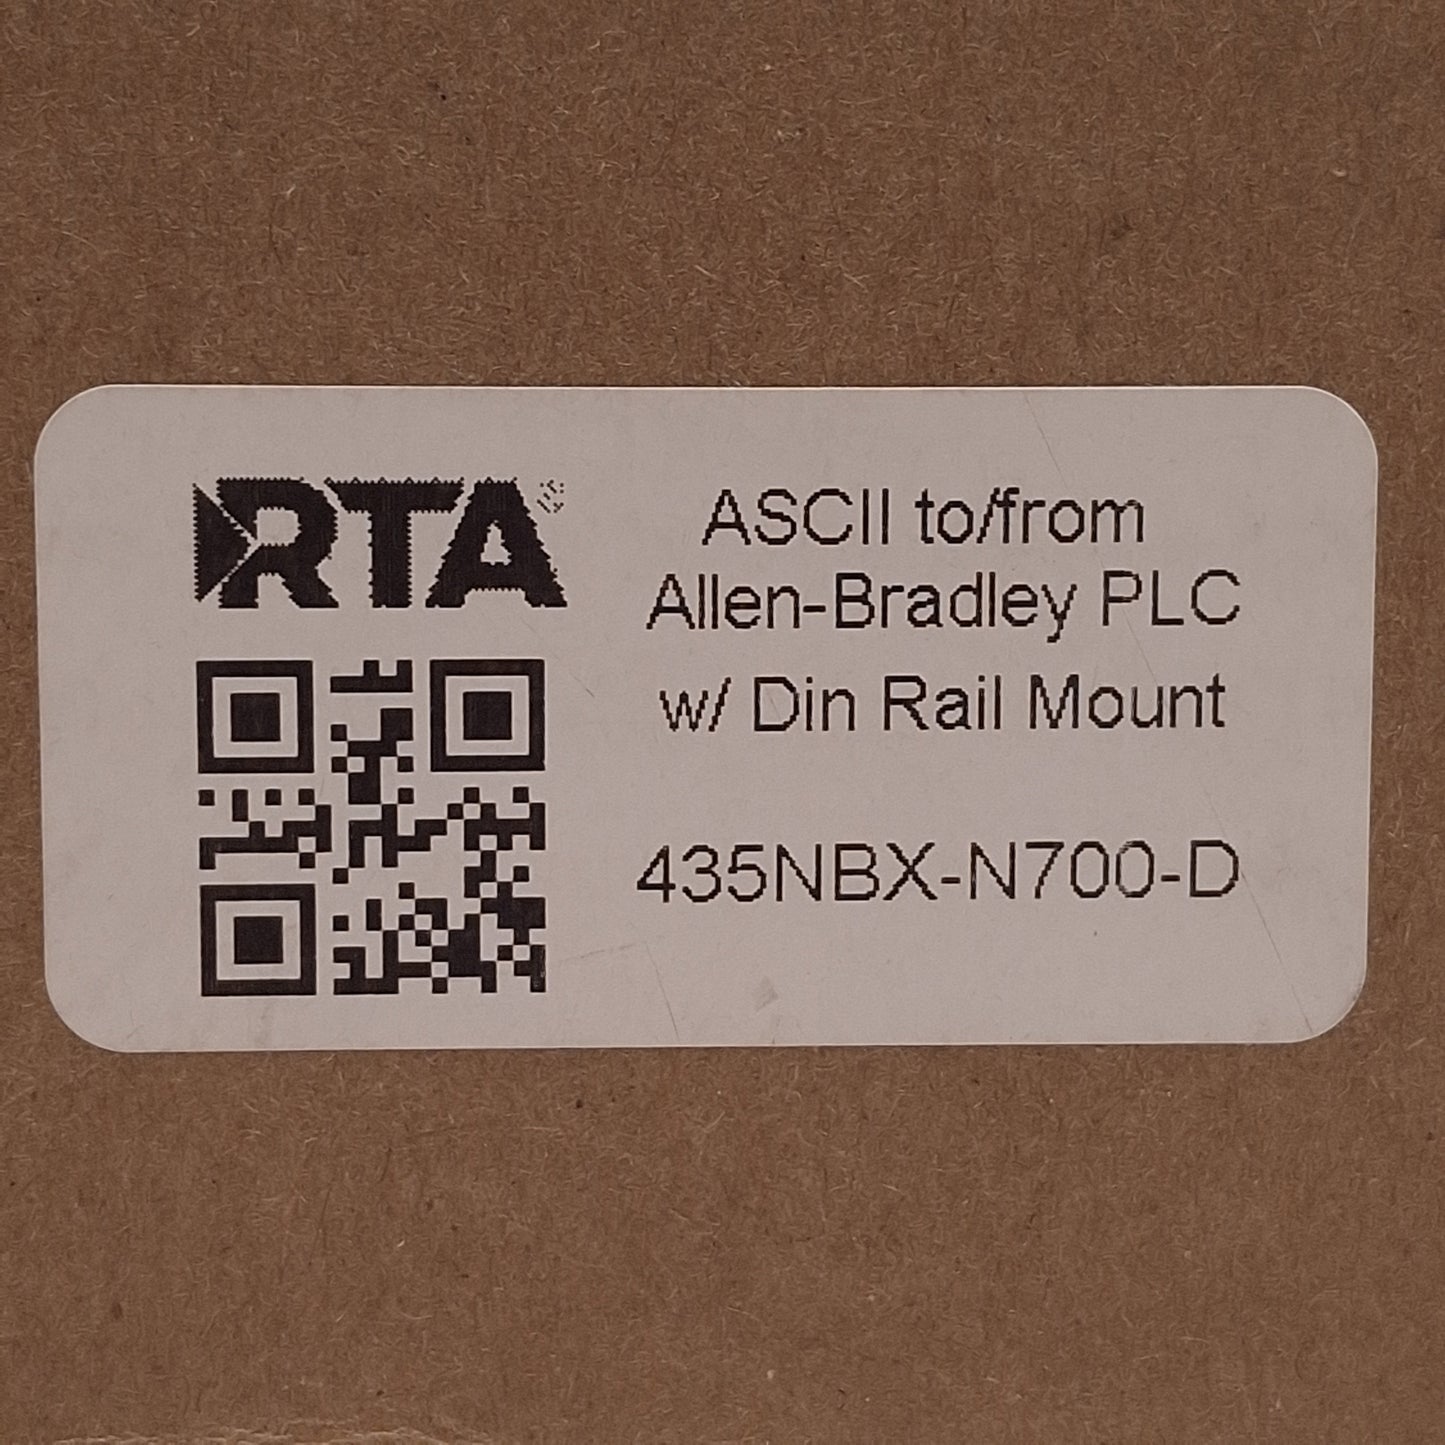 RTA
ASCII to/from
Allen-Bradley PLC
w/ Din Rail Mount
435NBX-N700-D